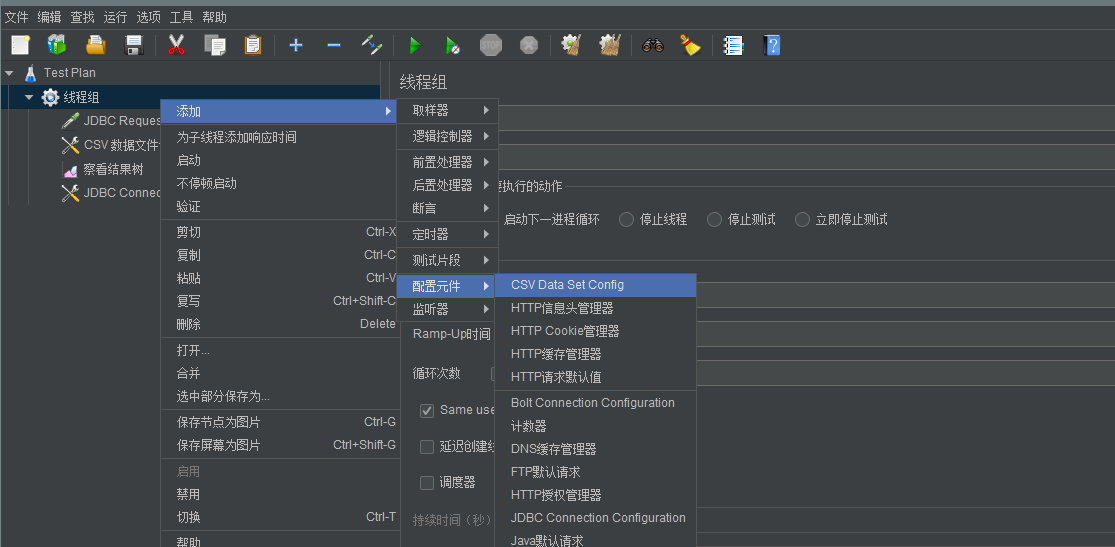 文件 编辑 查找 运行 选项 工具 帮助
STOP
Test Plan
线程组
JDBC Reques
CSV 数据文件
察看结果树
JDBC Connec
添加
为子线程添加响应时间
启动
不停顿启动
验证
剪切 Ctrl-X
复制 Ctrl-C
粘贴 Ctrl-V
复写 Ctrl+Shift-C
删除 Delete
打开...
合并
选中部分保存为...
保存节点为图片 Ctrl-G
保存屏幕为图片 Ctrl+Shift-G
启用
禁用
切换 Ctrl-T
帮助
取样器
逻辑控制器
前置处理器
后置处理器
断言
定时器
测试片段
配置元件
监听器
CSV Data Set Config
HTTP信息头管理器
HTTP Cookie管理器
HTTP缓存管理器
HTTP请求默认值
Bolt Connection Configuration
计数器
DNS缓存管理器
FTP默认请求
HTTP授权管理器
JDBC Connection Configuration
Java默认请求
线程组
执行的动作
启动下一进程循环 停止线程 停止测试 立即停止测试
Ramp-Up时间
循环次数
Same use
延迟创建
调度器
持续时间（秒）